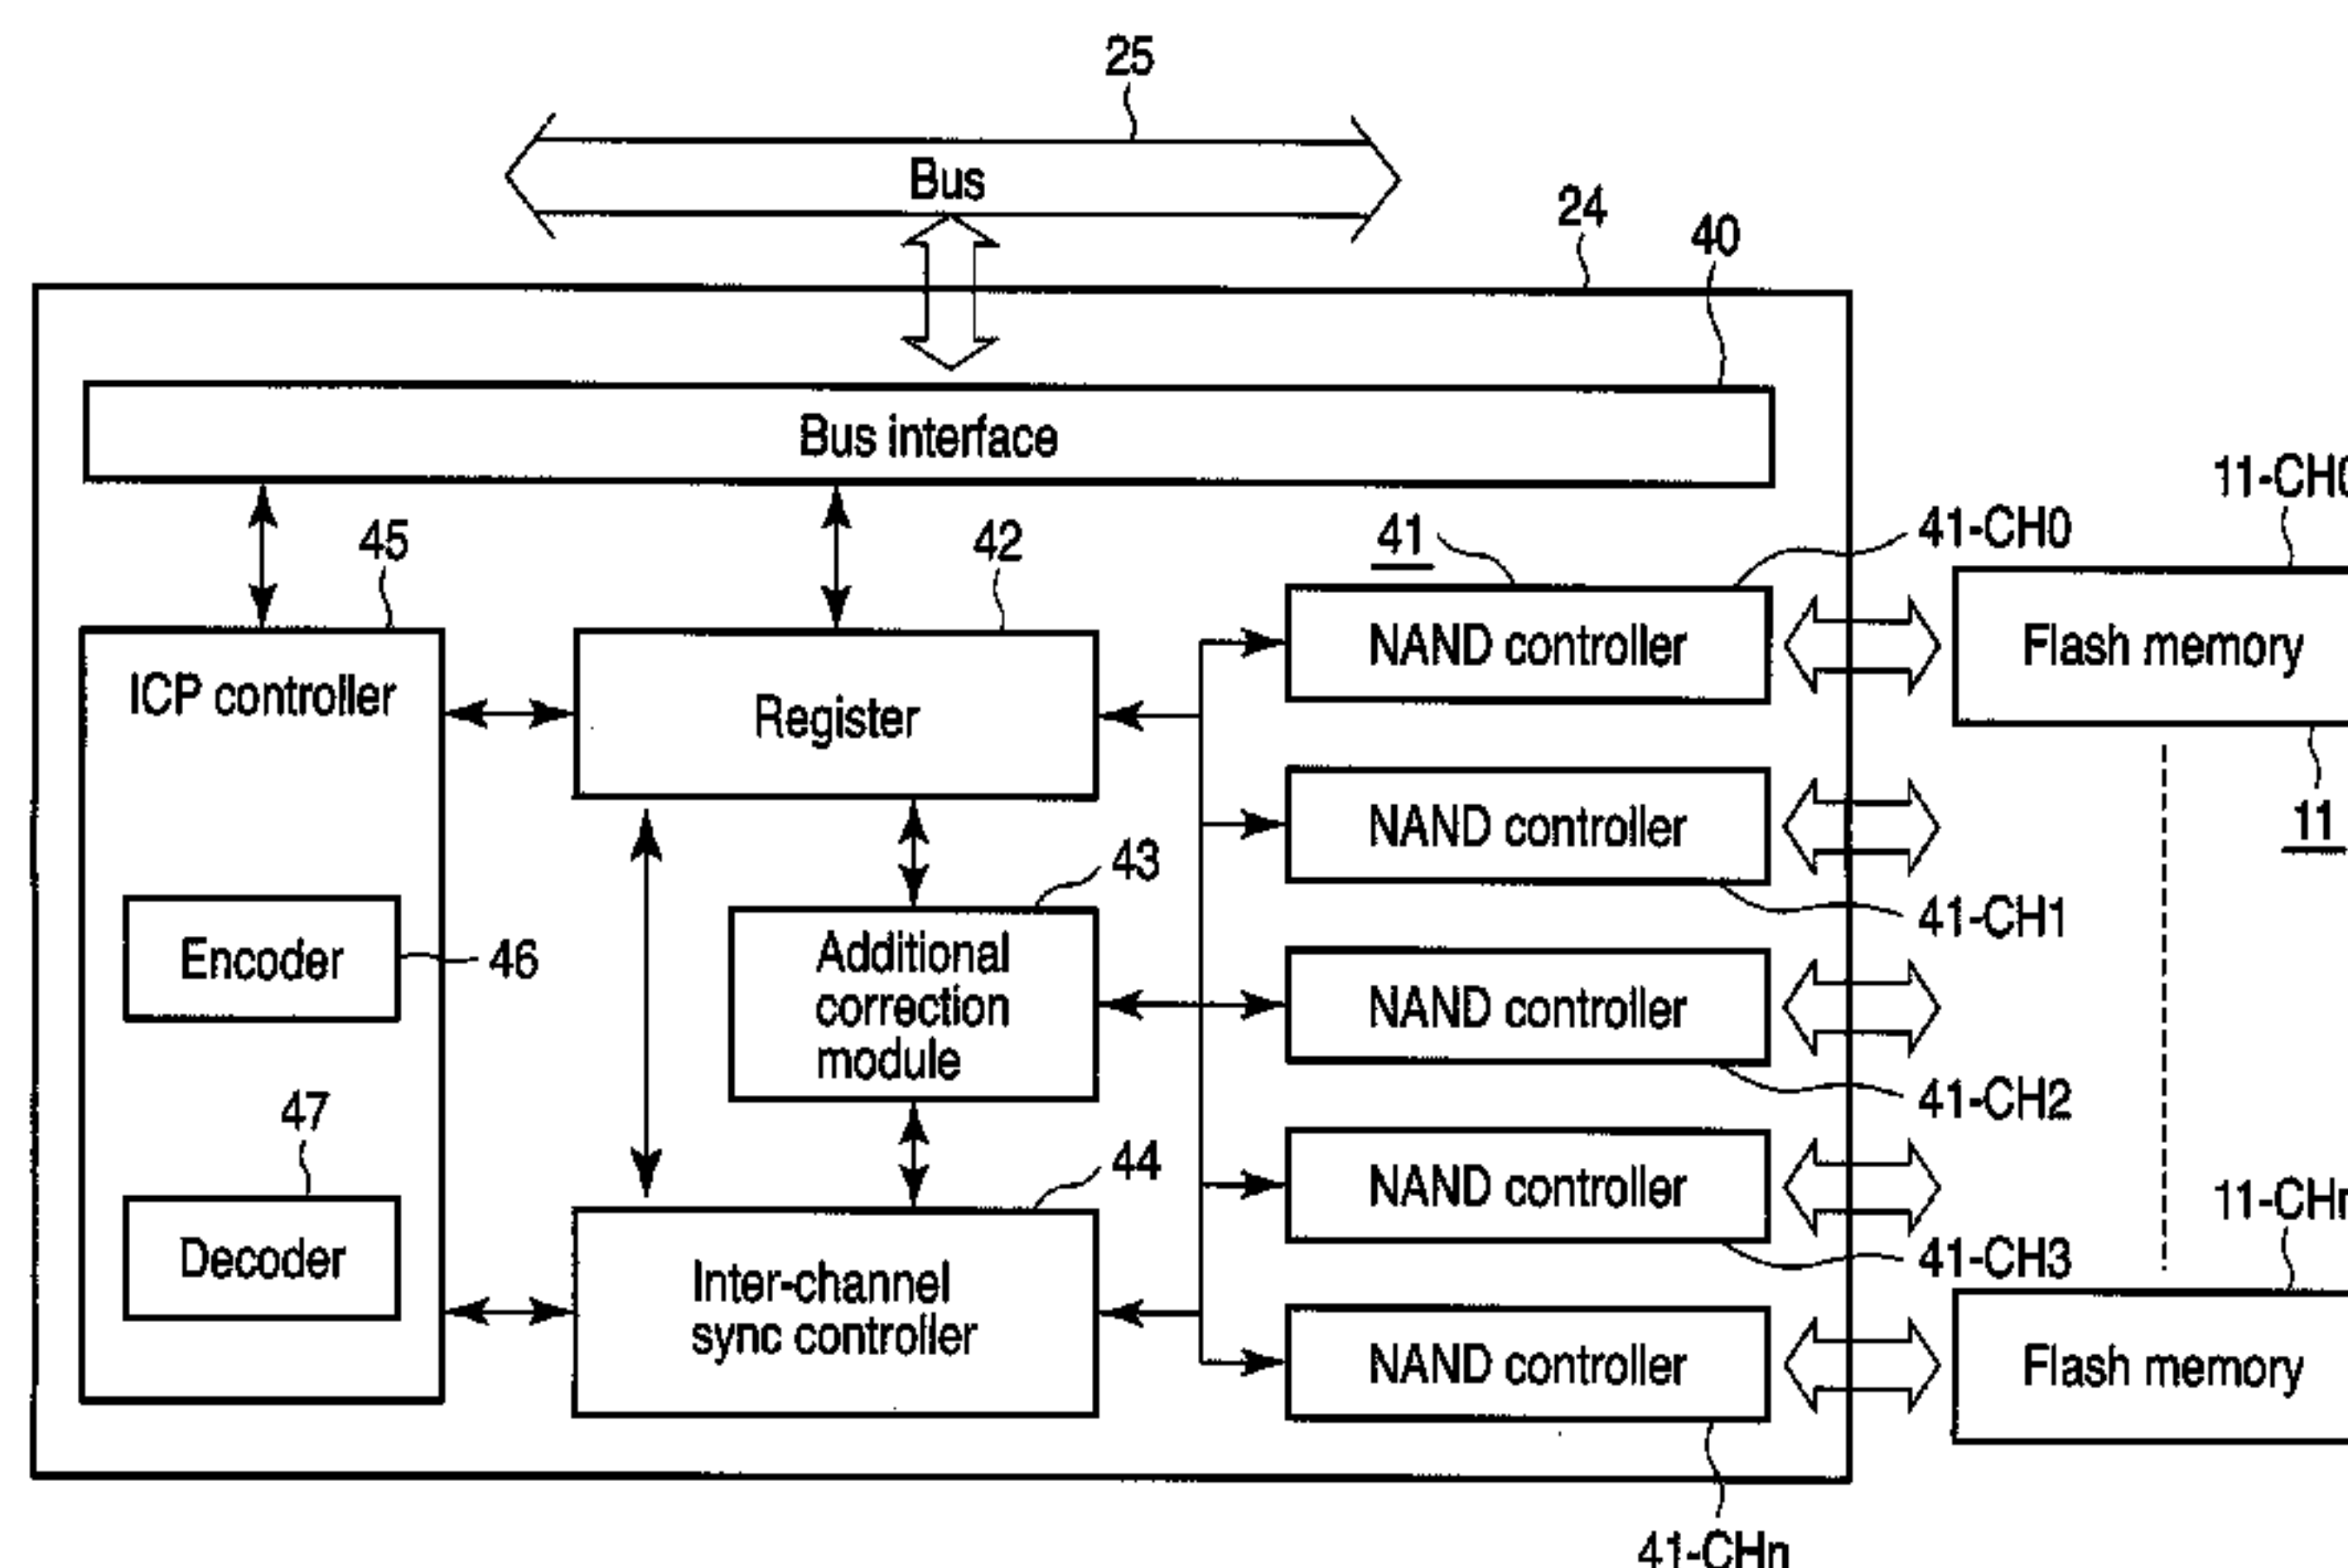 25
Bus
24
40
Bus interface
11-CH0
45
42
41
41-CH0
ICP controller
Register
NAND controller
Flash memory
NAND controller
11
43
41-CH1
Encoder
46
Additional
correction
module
NAND controller
41-CH2
47
44
NAND controller
11-CHn
Decoder
41-CH3
Inter-channel
sync controller
NAND controller
Flash memory
41-CHn